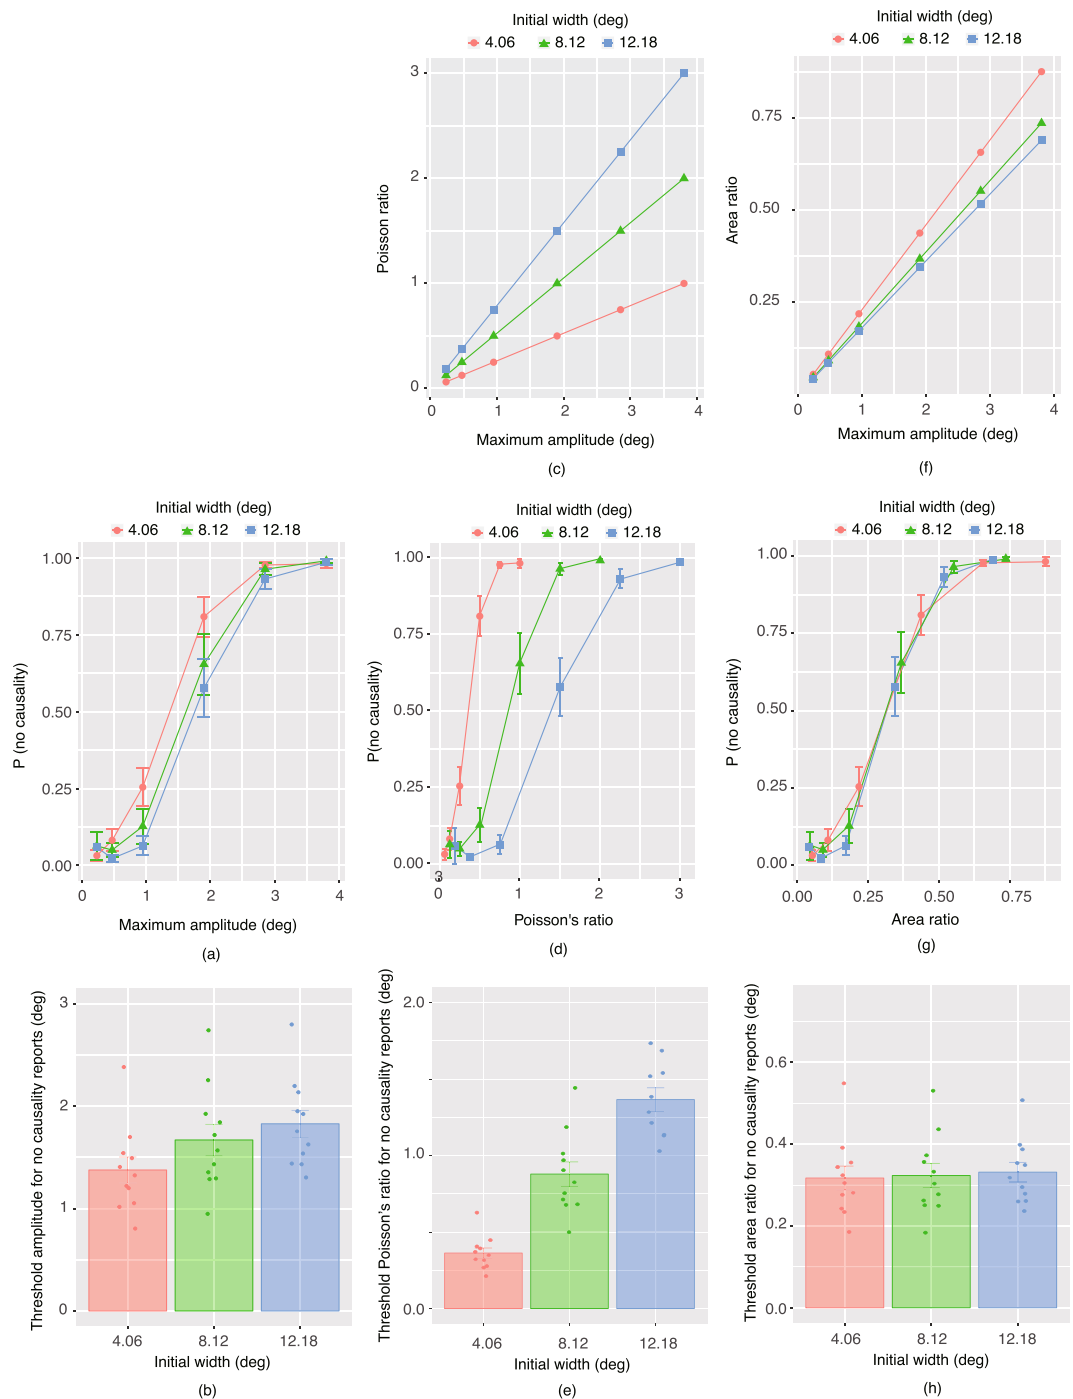 Initial width (deg)
4.06 8.12 12.18
3
2
1
0
Poisson ratio
0 1 2 3 4
Maximum amplitude (deg)
(c)
Initial width (deg)
4.06 8.12 12.18
0.75
0.50
0.25
Area ratio
0 1 2 3 4
Maximum amplitude (deg)
(f)
Initial width (deg)
4.06 8.12 12.18
1.00
0.75
0.50
0.25
0.00
P (no causality)
0 1 2 3 4
Maximum amplitude (deg)
(a)
Initial width (deg)
4.06 8.12 12.18
1.00
0.75
0.50
0.25
0.00
P(no causality)
3
0 1 2 3
Poisson's ratio
(d)
Initial width (deg)
4.06 8.12 12.18
1.00
0.75
0.50
0.25
0.00
P (no causality)
0.00 0.25 0.50 0.75
Area ratio
(g)
3
2
1
0
Threshold amplitude for no causality reports (deg)
4.06 8.12 12.18
Initial width (deg)
(b)
2.0
1.0
0.0
Threshold Poisson's ratio for no causality reports (deg)
4.06 8.12 12.18
Initial width (deg)
(e)
0.6
0.4
0.2
0.0
Threshold area ratio for no causality reports (deg)
4.06 8.12 12.18
Initial width (deg)
(h)